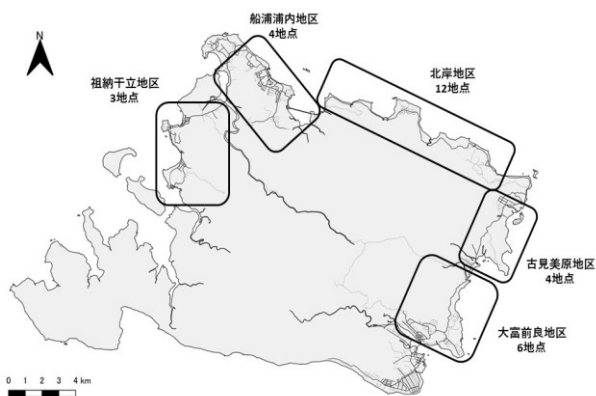 船浦浦内地区
4地点
N
北岸地区
12地点
祖納干立地区
3地点
古見美原地区
4地点
大富前良地区
6地点
0 1 2 3 4 km